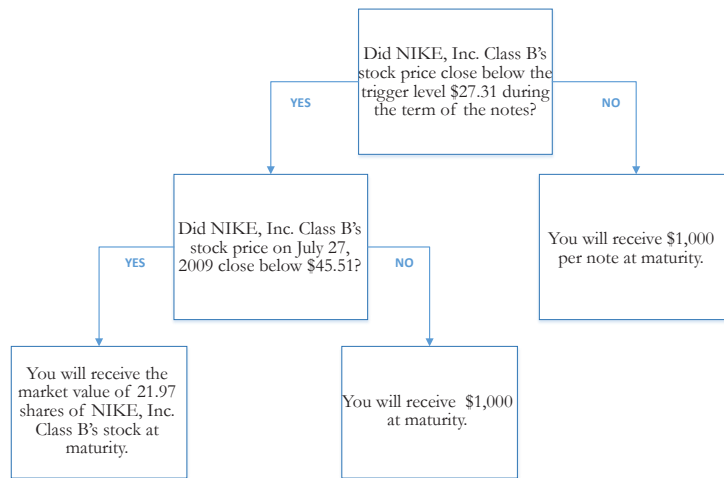 Did NIKE, Inc. Class B's
stock price close below the
trigger level $27.31 during
the term of the notes?
YES
NO
Did NIKE, Inc. Class B's
stock price on July 27,
2009 close below $45.51?
You will receive $1,000
per note at maturity.
YES
NO
You will receive the
market value of 21.97
shares of NIKE, Inc.
Class B's stock at
maturity.
You will receive $1,000
at maturity.